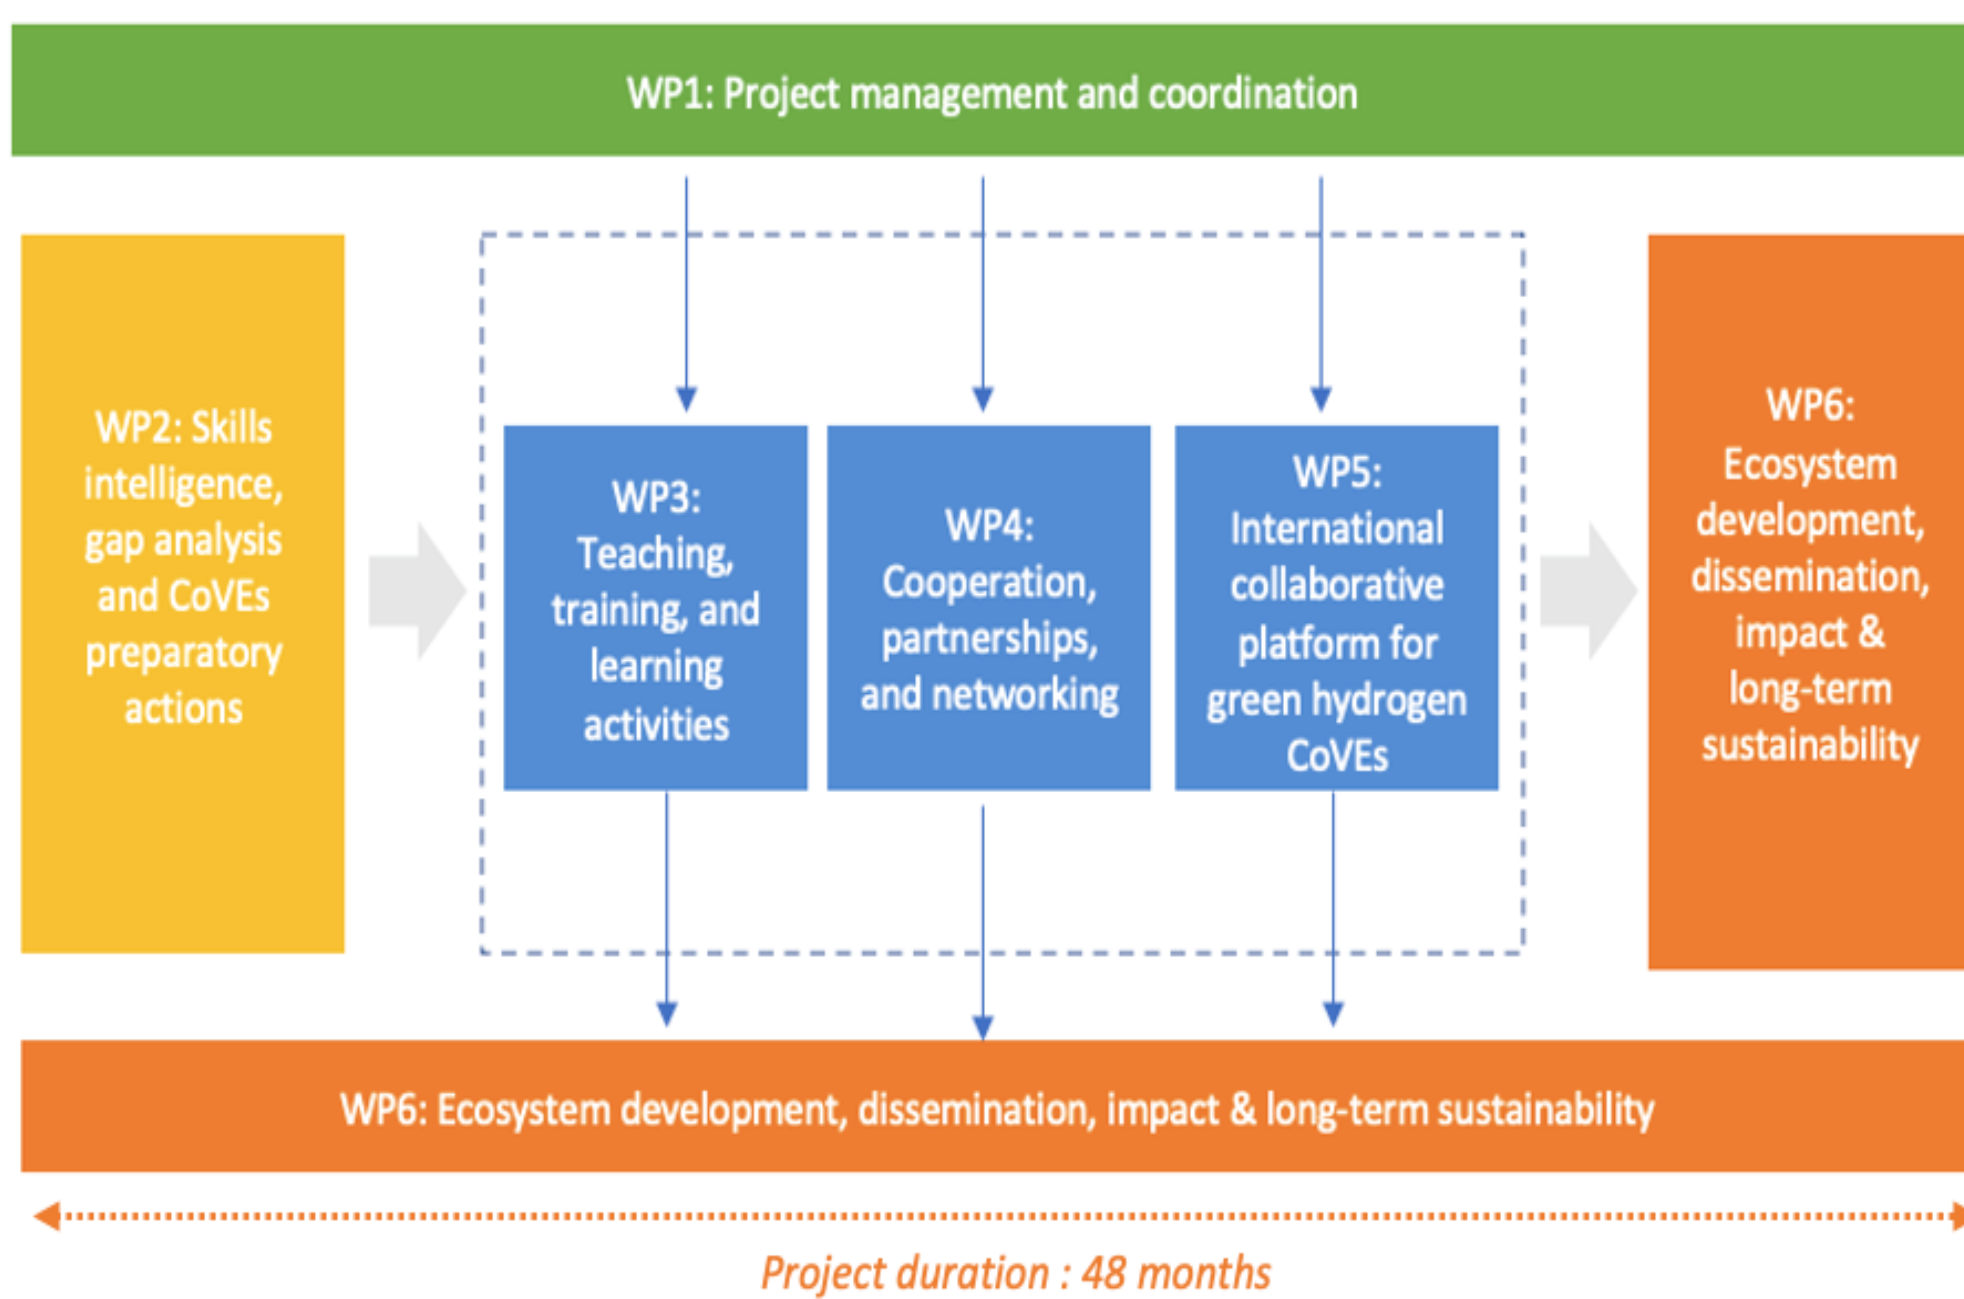 WP1: Project management and coordination
WP2: Skills
intelligence,
gap analysis
and CoVEs
preparatory
actions
WP3:
Teaching,
training, and
learning
activities
WP4:
Cooperation,
partnerships,
and networking
WP5:
International
collaborative
platform for
green hydrogen
CoVEs
WP6:
Ecosystem
development,
dissemination,
impact &
long-term
sustainability
WP6: Ecosystem development, dissemination, impact & long-term sustainability
Project duration : 48 months